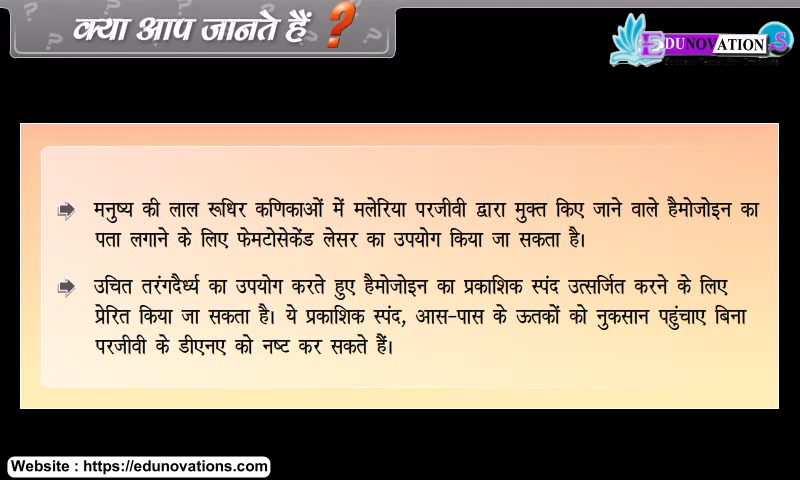 क्या आप जानते हैं ?
EDUNOVATIONS
मनुष्य की लाल रूधिर कणिकाओं में मलेरिया परजीवी द्वारा मुक्त किए जाने वाले हैमोजोइन का
पता लगाने के लिए फेमटोसेकेंड लेसर का उपयोग किया जा सकता है।
उचित तरंगदैर्ध्य का उपयोग करते हुए हैमोजोइन का प्रकाशिक स्पंद उत्सर्जित करने के लिए
प्रेरित किया जा सकता है। ये प्रकाशिक स्पंद, आस-पास के ऊतकों को नुकसान पहुंचाए बिना
परजीवी के डीएनए को नष्ट कर सकते हैं।
Website : https://edunovations.com